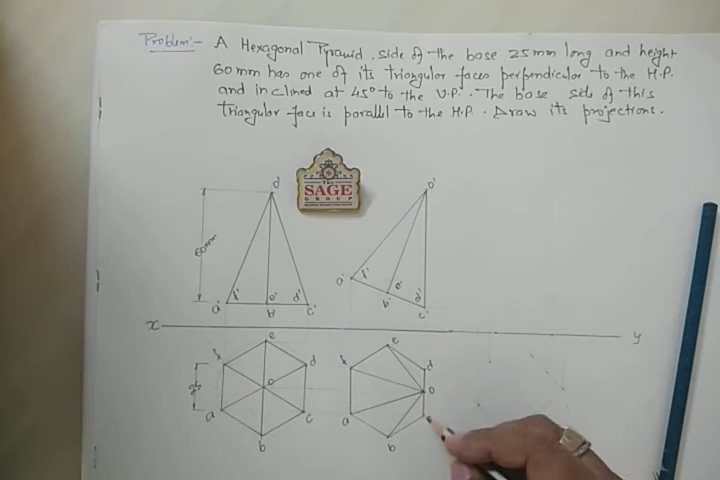 Problem:- A Hexagonal Pyramid, side of the base 25mm long and height
60mm has one of its triangular faces perpendicular to the H.P.
and inclined at 45° to the V.P. The base side of this
triangular face is parallel to the H.P. Draw its projections.
The
SAGE
GROUP
o' o'
60mm
a' f' o' d' b' c'
a' f' o' d' b' c'
x y
e e
f d f d
o o
25
a c a
b b